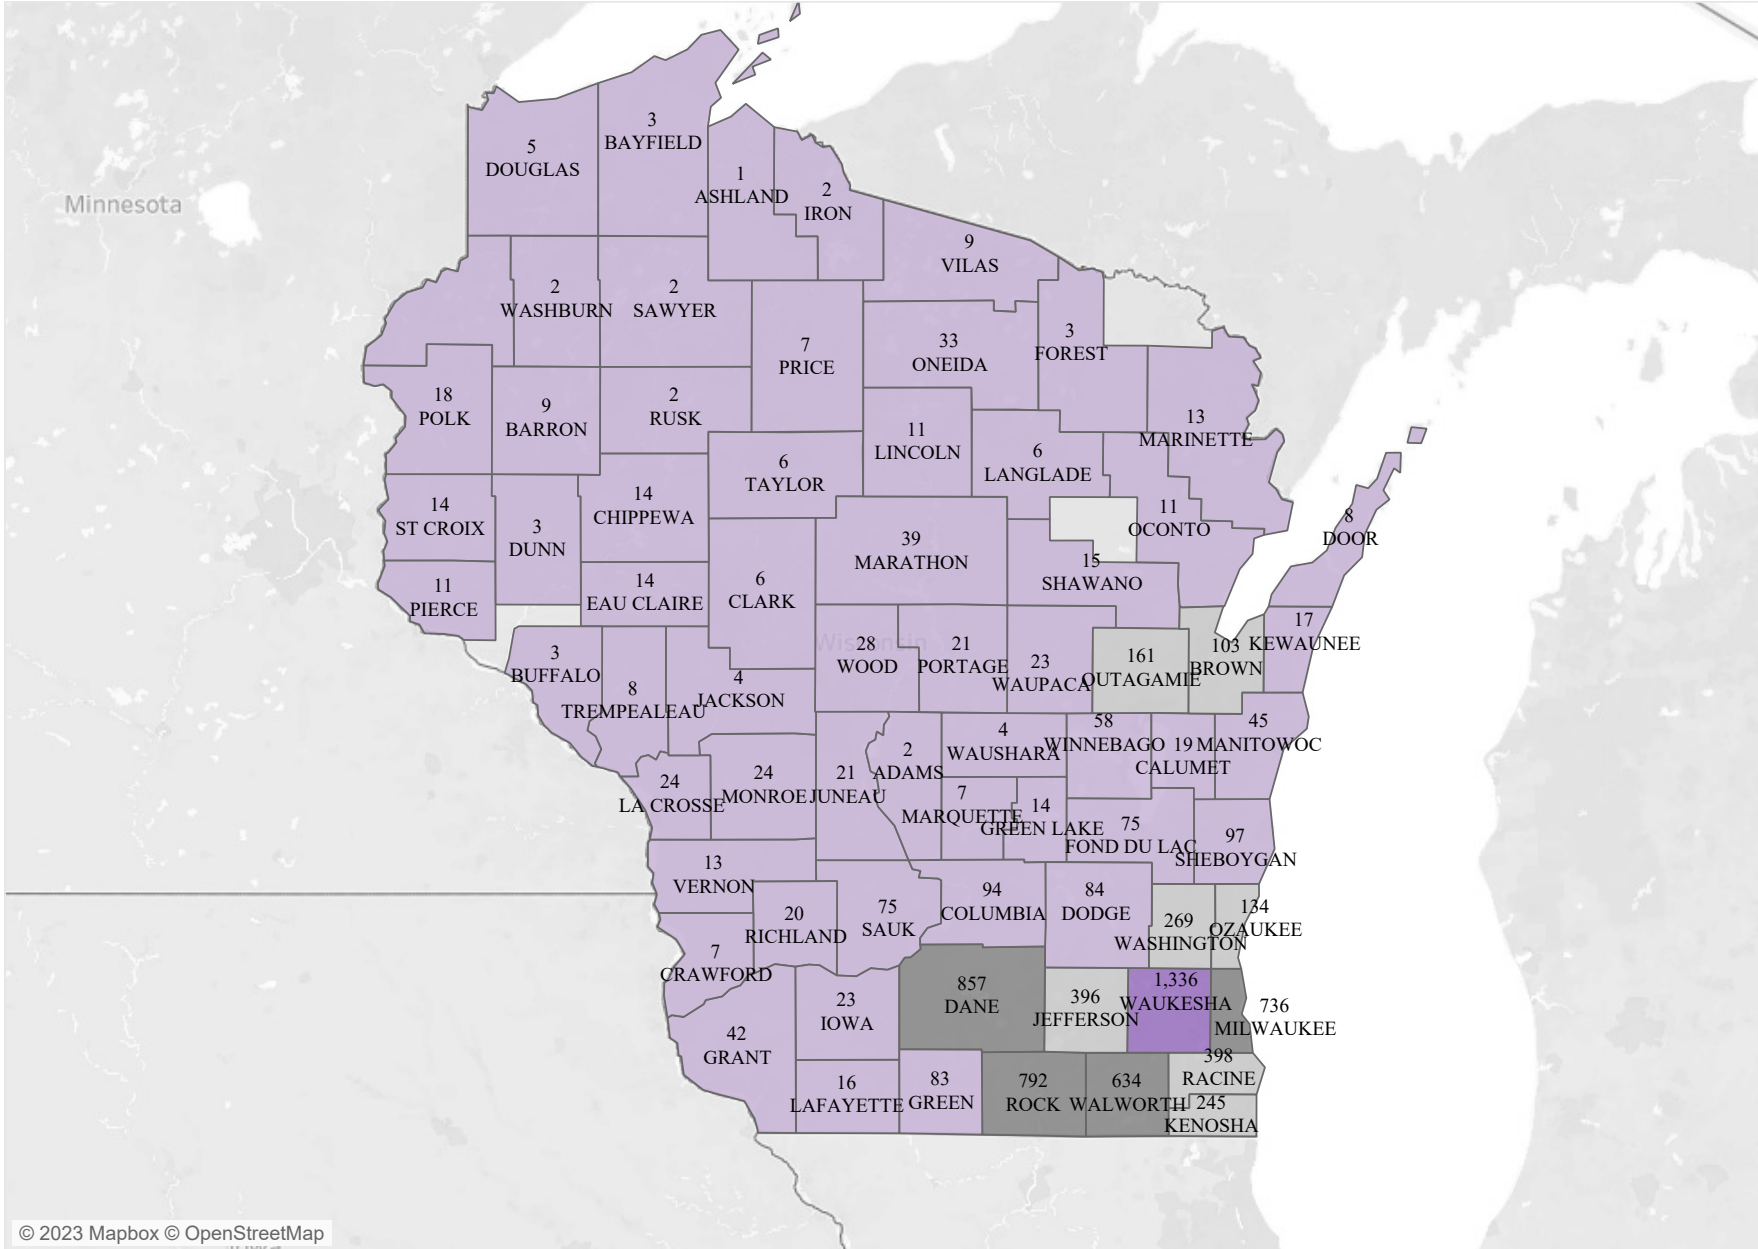 3
BAYFIELD
5
DOUGLAS
1
ASHLAND
2
IRON
Minnesota
9
VILAS
2
WASHBURN
2
SAWYER
33
ONEIDA
3
FOREST
7
PRICE
18
POLK
9
BARRON
2
RUSK
11
LINCOLN
13
MARINETTE
6
TAYLOR
6
LANGLADE
14
ST CROIX
3
DUNN
14
CHIPPEWA
11
OCONTO
8
DOOR
39
MARATHON
15
SHAWANO
11
PIERCE
14
EAU CLAIRE
6
CLARK
Wisconsin
28
WOOD
21
PORTAGE
23
WAUPACA
161
OUTAGAMIE
103
BROWN
17
KEWAUNEE
3
BUFFALO
8
TREMPEALEAU
4
JACKSON
4
WAUSHARA
58
WINNEBAGO
19
CALUMET
45
MANITOWOC
2
ADAMS
24
LA CROSSE
24
MONROE
21
JUNEAU
7
MARQUETTE
14
GREEN LAKE
75
FOND DU LAC
97
SHEBOYGAN
13
VERNON
20
RICHLAND
75
SAUK
94
COLUMBIA
84
DODGE
269
WASHINGTON
134
OZAUKEE
7
CRAWFORD
23
IOWA
857
DANE
396
JEFFERSON
1,336
WAUKESHA
736
MILWAUKEE
42
GRANT
16
LAFAYETTE
83
GREEN
792
ROCK
634
WALWORTH
398
RACINE
245
KENOSHA
© 2023 Mapbox © OpenStreetMap